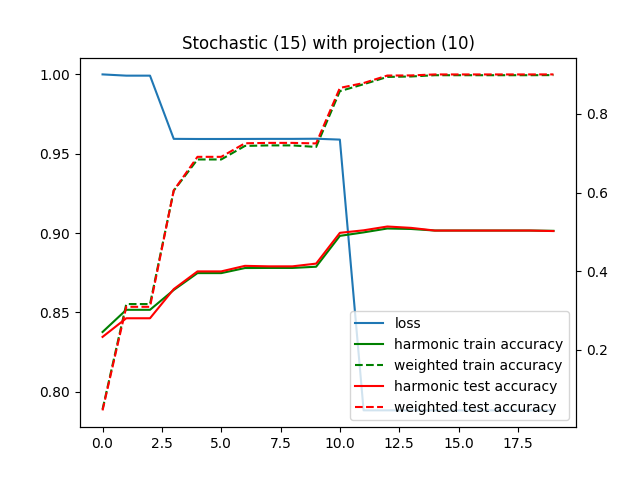 Stochastic (15) with projection (10)
1.00
0.95
0.90
0.85
0.80
0.8
0.6
0.4
0.2
loss
harmonic train accuracy
weighted train accuracy
harmonic test accuracy
weighted test accuracy
0.0 2.5 5.0 7.5 10.0 12.5 15.0 17.5